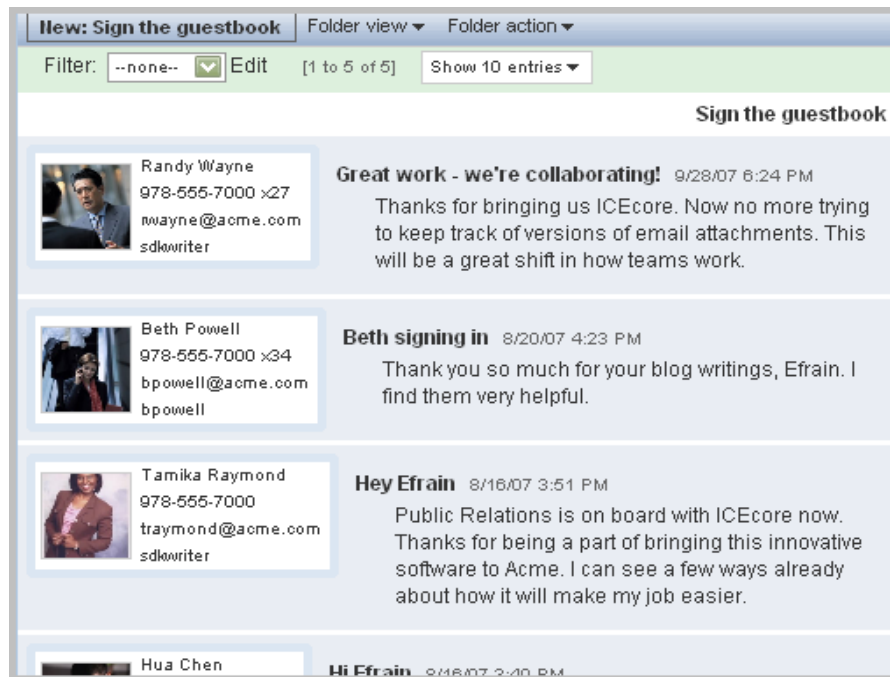 New: Sign the guestbook Folder view Folder action
Filter: --none-- Edit [1 to 5 of 5] Show 10 entries
Sign the guestbook
Randy Wayne
978-555-7000 x27
rwayne@acme.com
sdkwriter
Great work - we're collaborating! 9/28/07 6:24 PM
Thanks for bringing us ICEcore. Now no more trying
to keep track of versions of email attachments. This
will be a great shift in how teams work.
Beth Powell
978-555-7000 x34
bpowell@acme.com
bpowell
Beth signing in 8/20/07 4:23 PM
Thank you so much for your blog writings, Efrain. I
find them very helpful.
Tamika Raymond
978-555-7000
traymond@acme.com
sdkwriter
Hey Efrain 8/16/07 3:51 PM
Public Relations is on board with ICEcore now.
Thanks for being a part of bringing this innovative
software to Acme. I can see a few ways already
about how it will make my job easier.
Hua Chen
Hi Efrain 8/16/07 3:40 PM